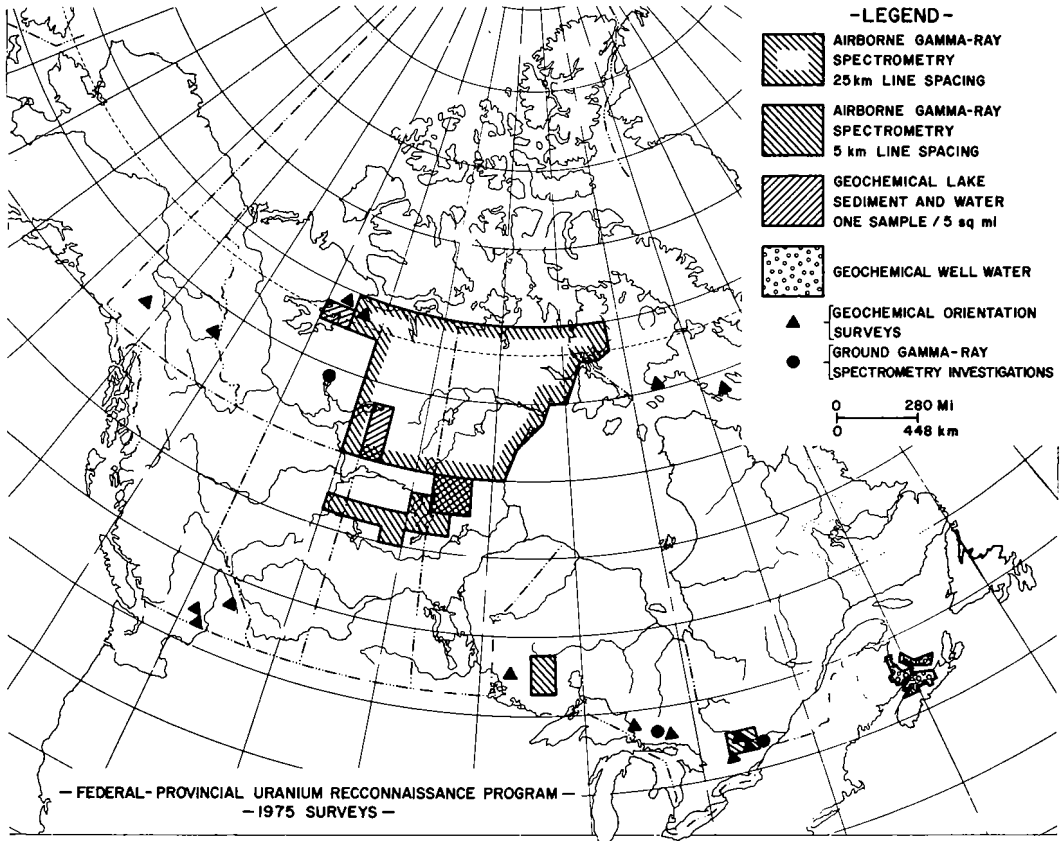 -LEGEND-
AIRBORNE GAMMA-RAY
SPECTROMETRY
25km LINE SPACING
AIRBORNE GAMMA-RAY
SPECTROMETRY
5 km LINE SPACING
GEOCHEMICAL LAKE
SEDIMENT AND WATER
ONE SAMPLE / 5 sq mi
GEOCHEMICAL WELL WATER
GEOCHEMICAL ORIENTATION
SURVEYS
GROUND GAMMA-RAY
SPECTROMETRY INVESTIGATIONS
0 280 Mi
0 448 km
— FEDERAL-PROVINCIAL URANIUM RECCONNAISSANCE PROGRAM —
—1975 SURVEYS—